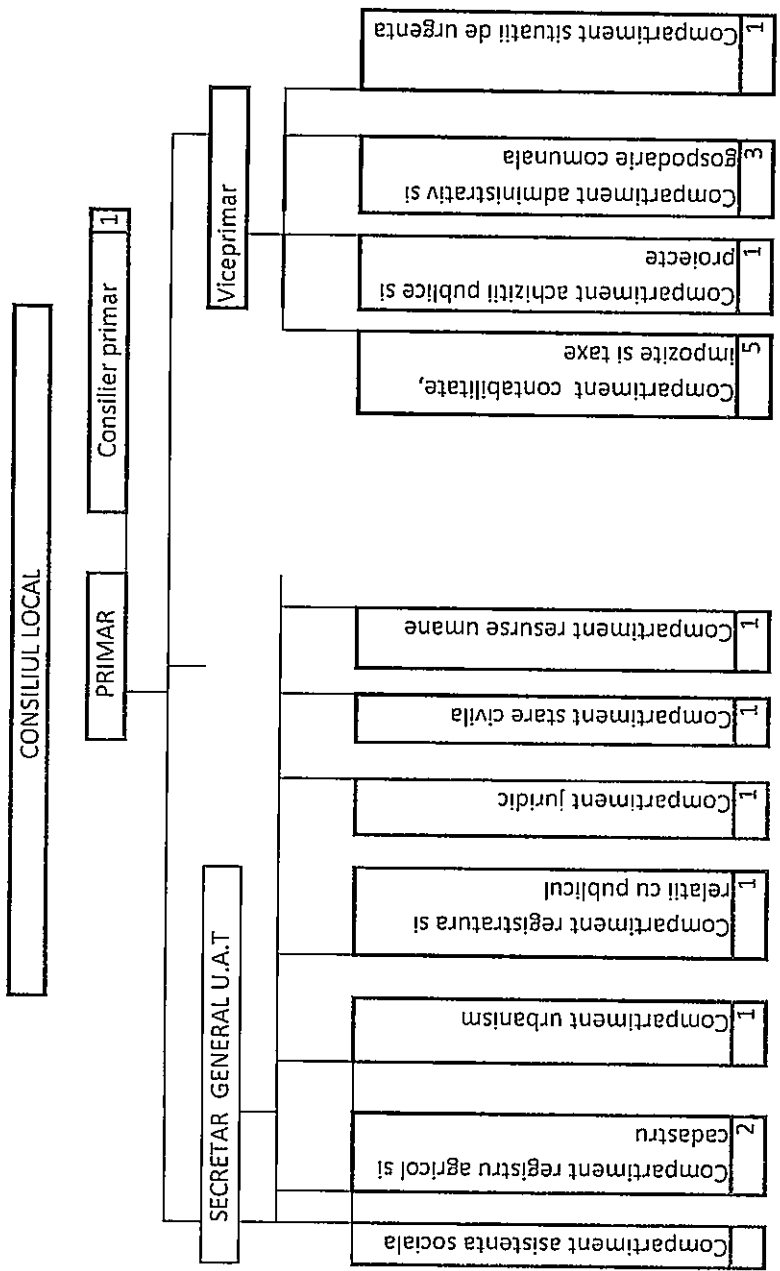 CONSILIUL LOCAL
PRIMAR
Consilier primar
1
SECRETAR GENERAL U.A.T
Viceprimar
Compartiment asistenta sociala
Compartiment registru agricol si
cadastru
2
Compartiment urbanism
1
Compartiment registratura si
relatii cu publicul
1
Compartiment juridic
1
Compartiment stare civila
1
Compartiment resurse umane
1
Compartiment contabilitate,
impozite si taxe
5
Compartiment achizitii publice si
proiecte
1
Compartiment administrativ si
gospodarie comunala
3
Compartiment situatii de urgenta
1